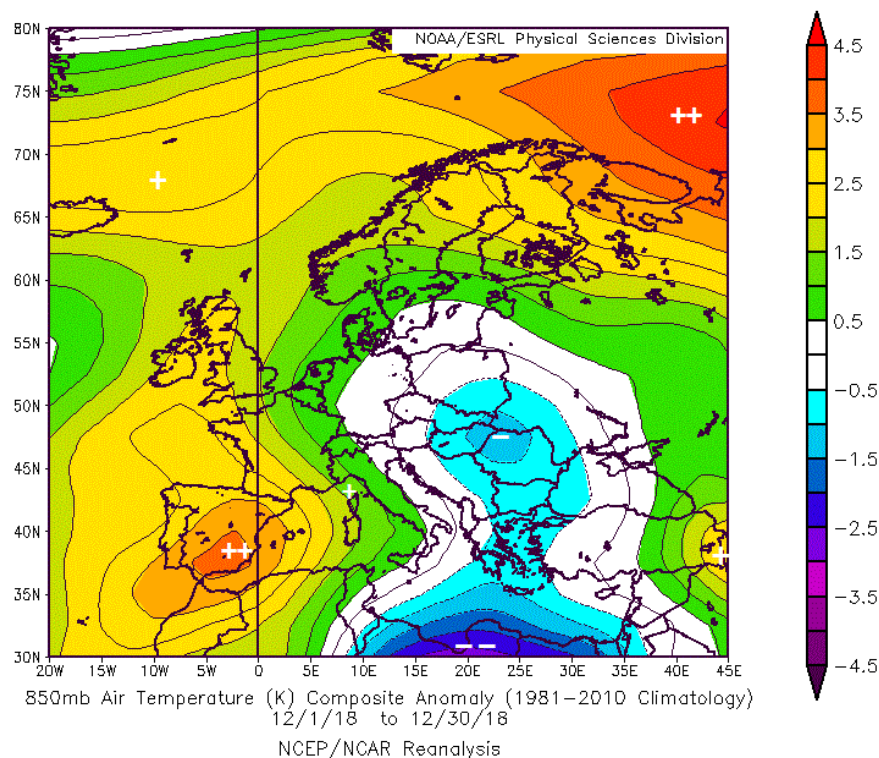 NOAA/ESRL Physical Sciences Division
80N
75N
70N
65N
60N
55N
50N
45N
40N
35N
30N
20W 15W 10W 5W 0 5E 10E 15E 20E 25E 30E 35E 40E 45E
4.5
3.5
2.5
1.5
0.5
−0.5
−1.5
−2.5
−3.5
−4.5
850mb Air Temperature (K) Composite Anomaly (1981−2010 Climatology)
12/1/18 to 12/30/18
NCEP/NCAR Reanalysis